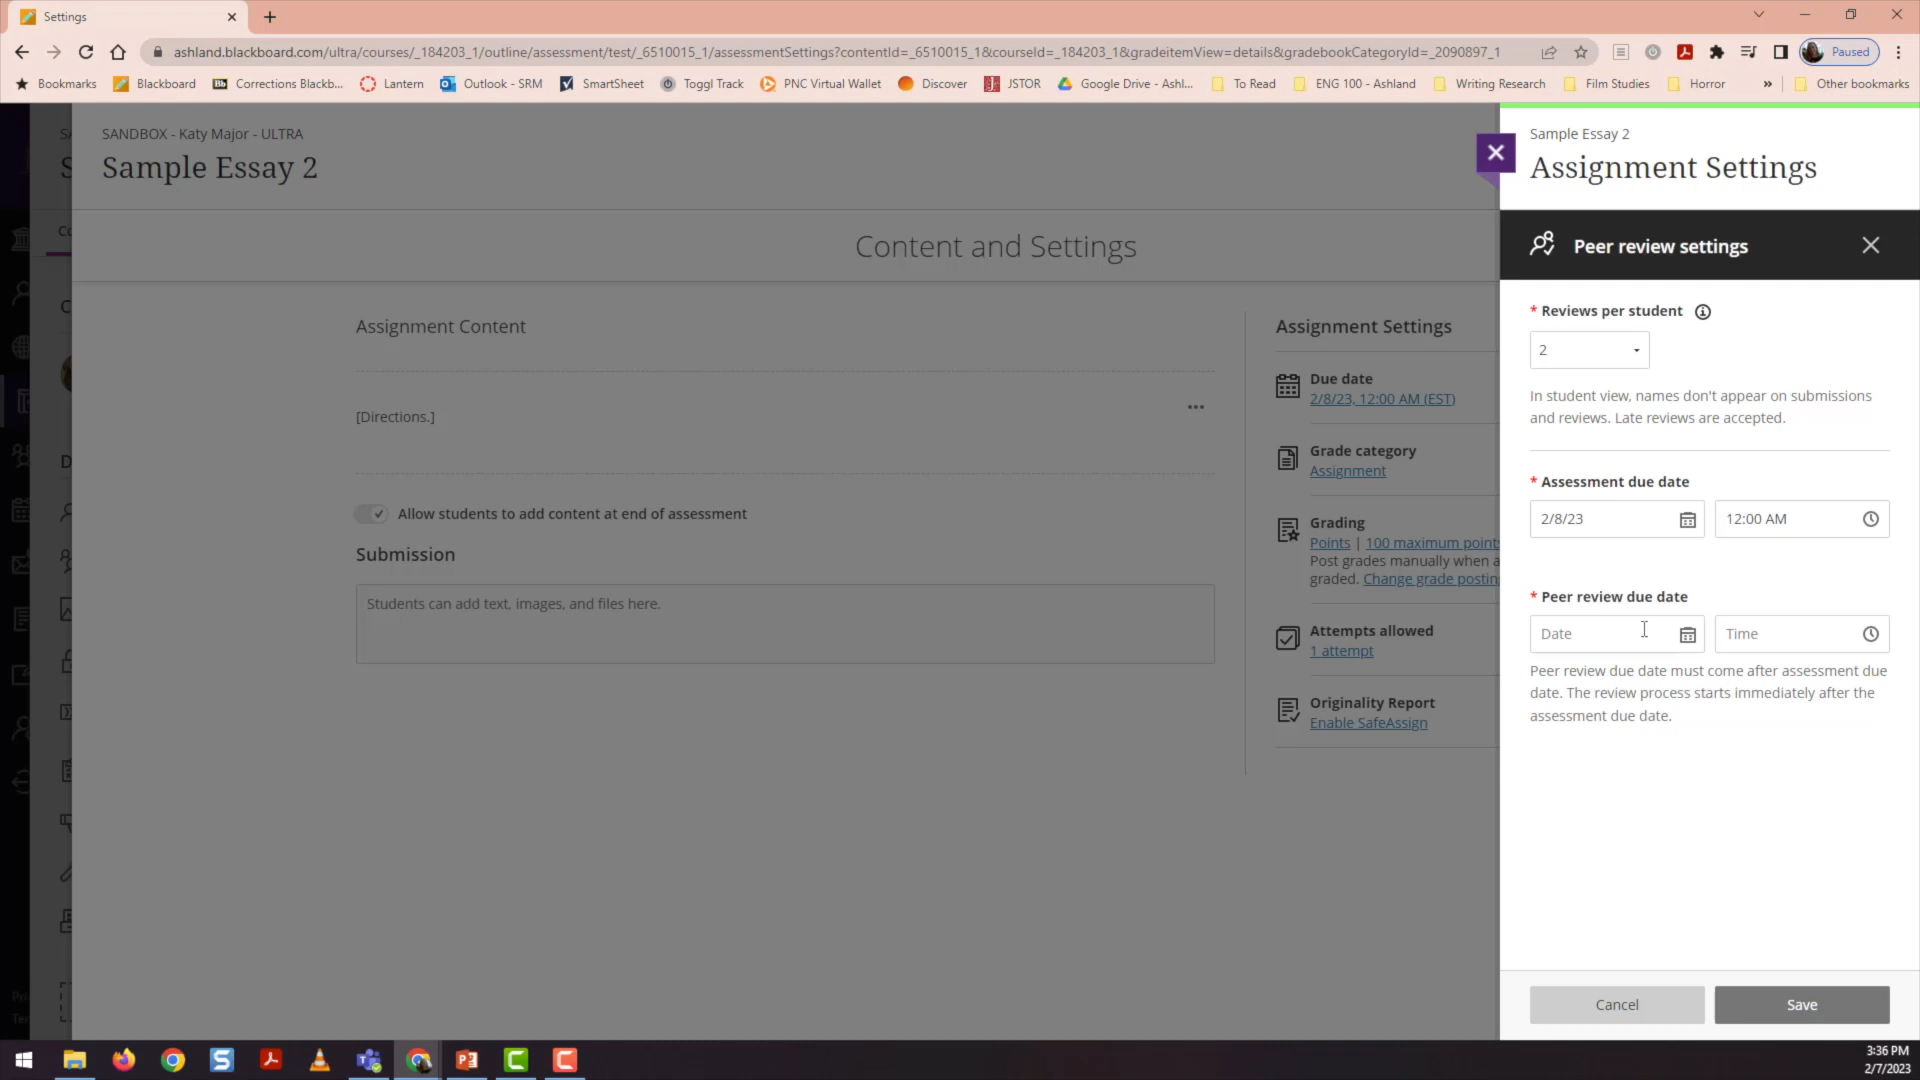 Settings
ashland.blackboard.com/ultra/courses/_184203_1/outline/assessment/test/_6510015_1/assessmentSettings?contentId=_6510015_1&courseId=_184203_1&gradeitemView=details&gradebookCategoryId=_2090897_1
Paused
Bookmarks
Blackboard
Corrections Blackb...
Lantern
Outlook - SRM
SmartSheet
Toggl Track
PNC Virtual Wallet
Discover
JSTOR
Google Drive - Ashl...
To Read
ENG 100 - Ashland
Writing Research
Film Studies
Horror
»
Other bookmarks
SANDBOX - Katy Major - ULTRA
Sample Essay 2
Content and Settings
Assignment Content
[Directions.]
Allow students to add content at end of assessment
Submission
Students can add text, images, and files here.
Assignment Settings
Due date
2/8/23, 12:00 AM (EST)
Grade category
Assignment
Grading
Points | 100 maximum points
Post grades manually when a
graded. Change grade postin
Attempts allowed
1 attempt
Originality Report
Enable SafeAssign
Sample Essay 2
Assignment Settings
Peer review settings
* Reviews per student
2
In student view, names don't appear on submissions
and reviews. Late reviews are accepted.
* Assessment due date
2/8/23
12:00 AM
* Peer review due date
Date
Time
Peer review due date must come after assessment due
date. The review process starts immediately after the
assessment due date.
Cancel
Save
3:36 PM
2/7/2023